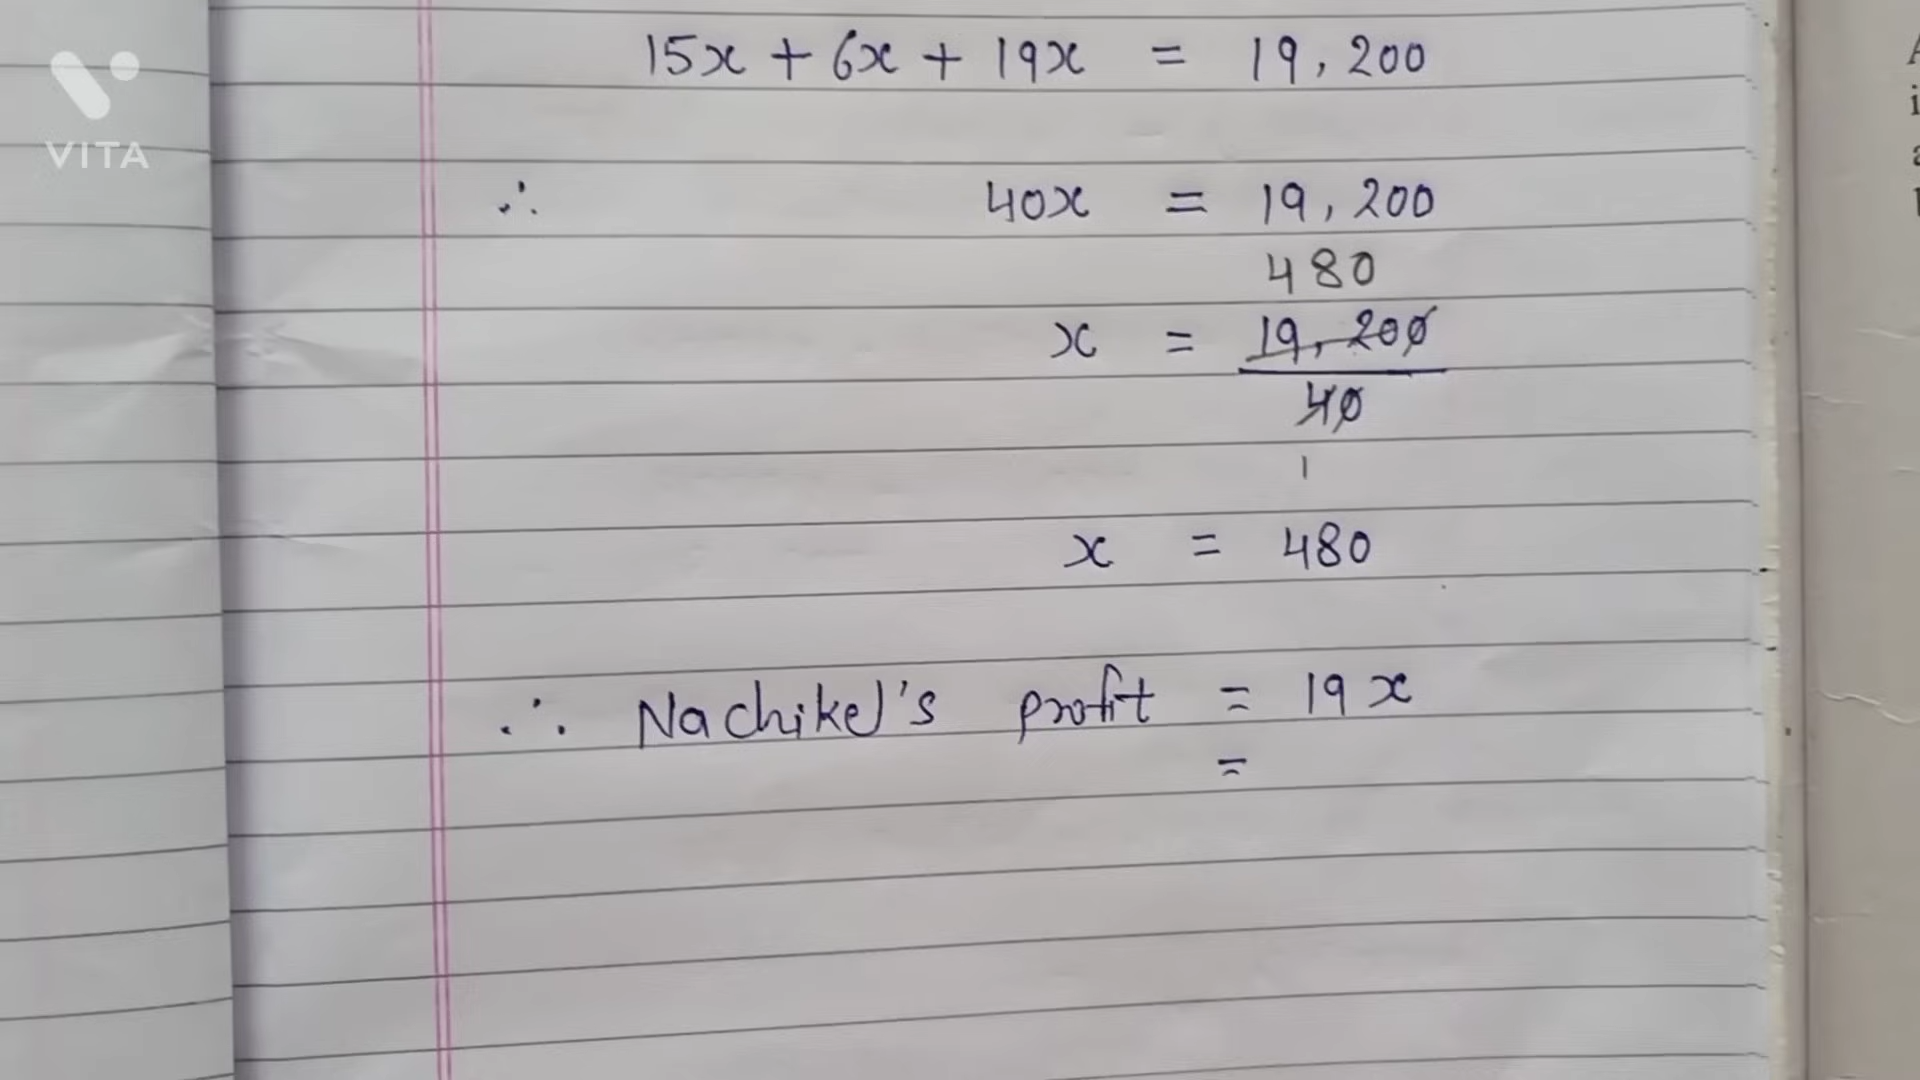 VITA
15x + 6x + 19x = 19,200
∴ 40x = 19,200
480
x = 19,200
40
1
x = 480
∴ Nachiket's profit = 19x
=